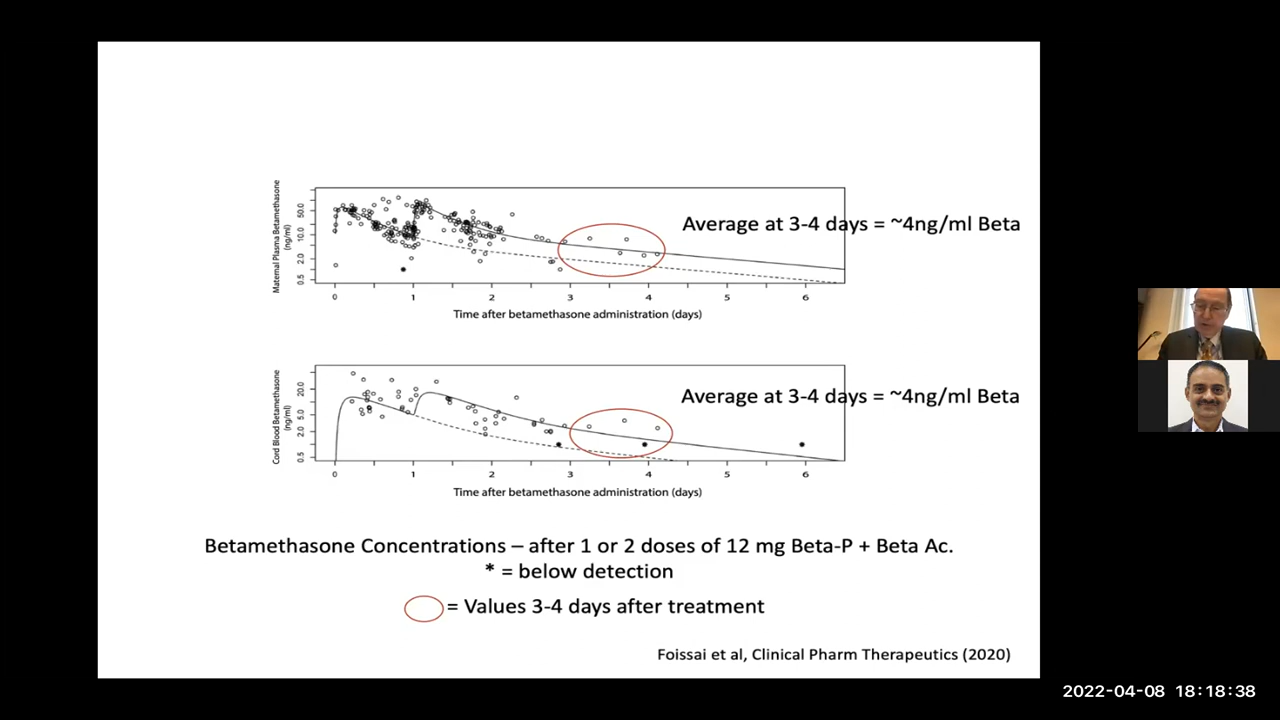 Maternal Plasma Betamethasone
(ng/ml)
50.0
10.0
2.0
0.5
Average at 3-4 days = ~4ng/ml Beta
0 1 2 3 4 5 6
Time after betamethasone administration (days)
Cord Blood Betamethasone
(ng/ml)
20.0
5.0
2.0
0.5
Average at 3-4 days = ~4ng/ml Beta
0 1 2 3 4 5 6
Time after betamethasone administration (days)
Betamethasone Concentrations – after 1 or 2 doses of 12 mg Beta-P + Beta Ac.
* = below detection
= Values 3-4 days after treatment
Foissai et al, Clinical Pharm Therapeutics (2020)
2022-04-08 18:18:38